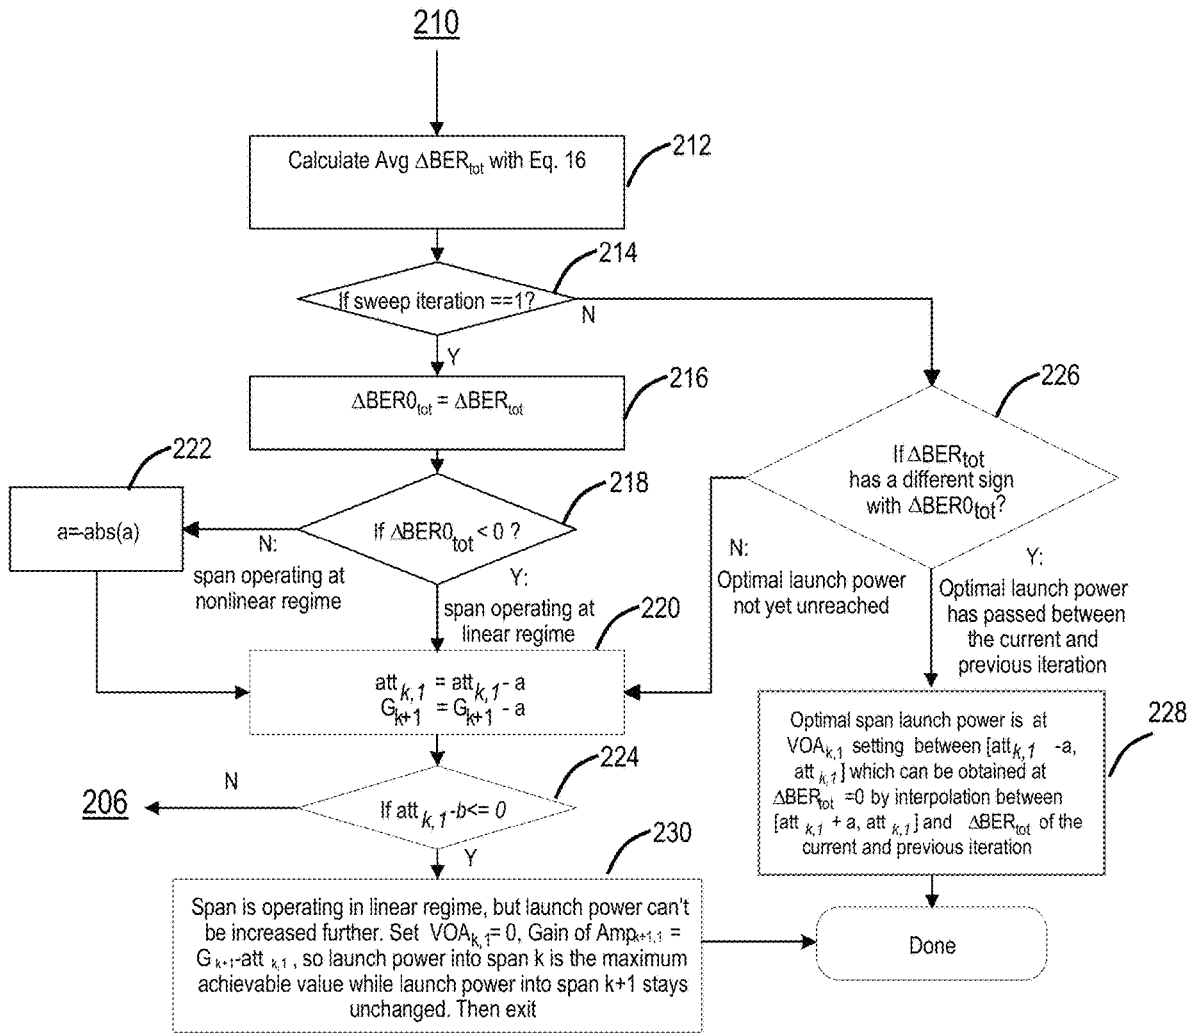 210
Calculate Avg ΔBERtot with Eq. 16
212
214
If sweep iteration ==1?
N
Y
216
ΔBER0tot = ΔBERtot
226
If ΔBERtot
has a different sign
with ΔBER0tot?
222
a=-abs(a)
218
If ΔBER0tot < 0 ?
N:
span operating at
nonlinear regime
Y:
span operating at
linear regime
N:
Optimal launch power
not yet unreached
Y:
Optimal launch power
has passed between
the current and
previous iteration
220
attk,1 = attk,1 - a
Gk+1 = Gk+1 - a
228
Optimal span launch power is at
VOAk,1 setting between [attk,1 -a,
attk,1] which can be obtained at
ΔBERtot =0 by interpolation between
[attk,1 + a, attk,1] and ΔBERtot of the
current and previous iteration
224
If attk,1-b<= 0
N
206
Y
230
Span is operating in linear regime, but launch power can't
be increased further. Set VOAk,1= 0, Gain of Ampk+1,1 =
Gk+1-attk,1, so launch power into span k is the maximum
achievable value while launch power into span k+1 stays
unchanged. Then exit
Done